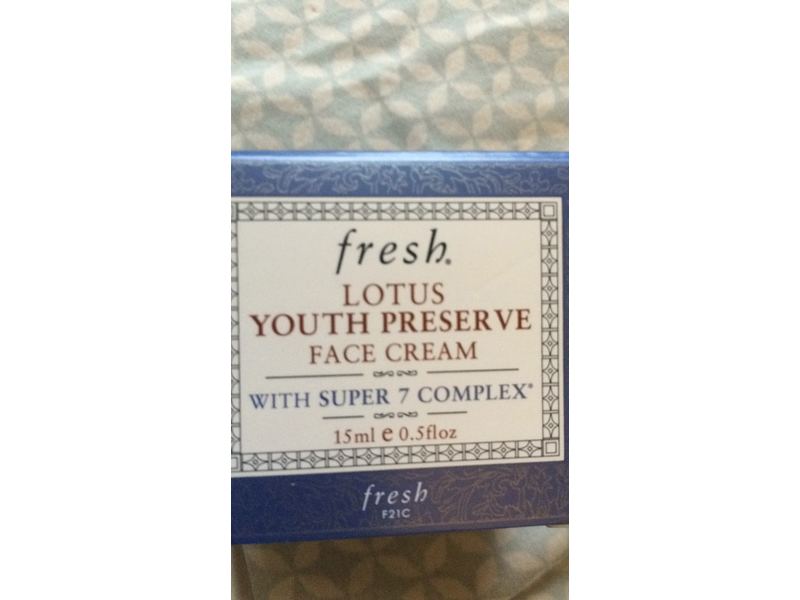 fresh®
LOTUS
YOUTH PRESERVE
FACE CREAM
WITH SUPER 7 COMPLEX*
15ml e 0.5floz
fresh
F21C